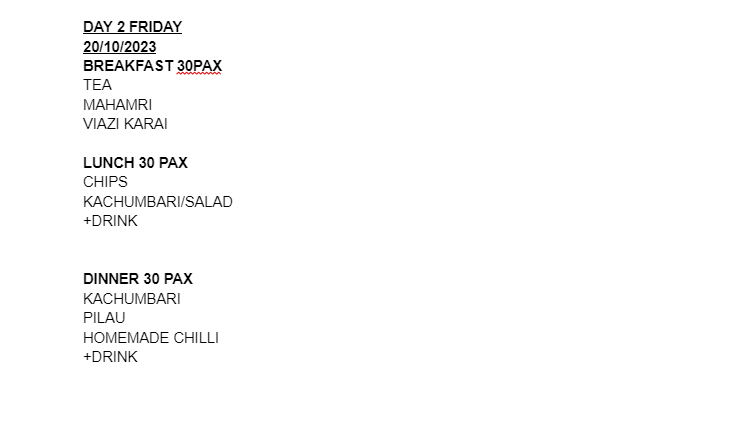 DAY 2 FRIDAY
20/10/2023
BREAKFAST 30PAX
TEA
MAHAMRI
VIAZI KARAI
LUNCH 30 PAX
CHIPS
KACHUMBARI/SALAD
+DRINK
DINNER 30 PAX
KACHUMBARI
PILAU
HOMEMADE CHILLI
+DRINK